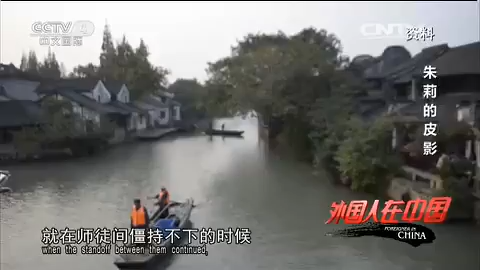 CCTV 4
中文国际
资料
CNTV
朱莉的皮影
外国人在中国
FOREIGNER IN
CHINA
就在师徒间僵持不下的时候
when the standoff between them continued,